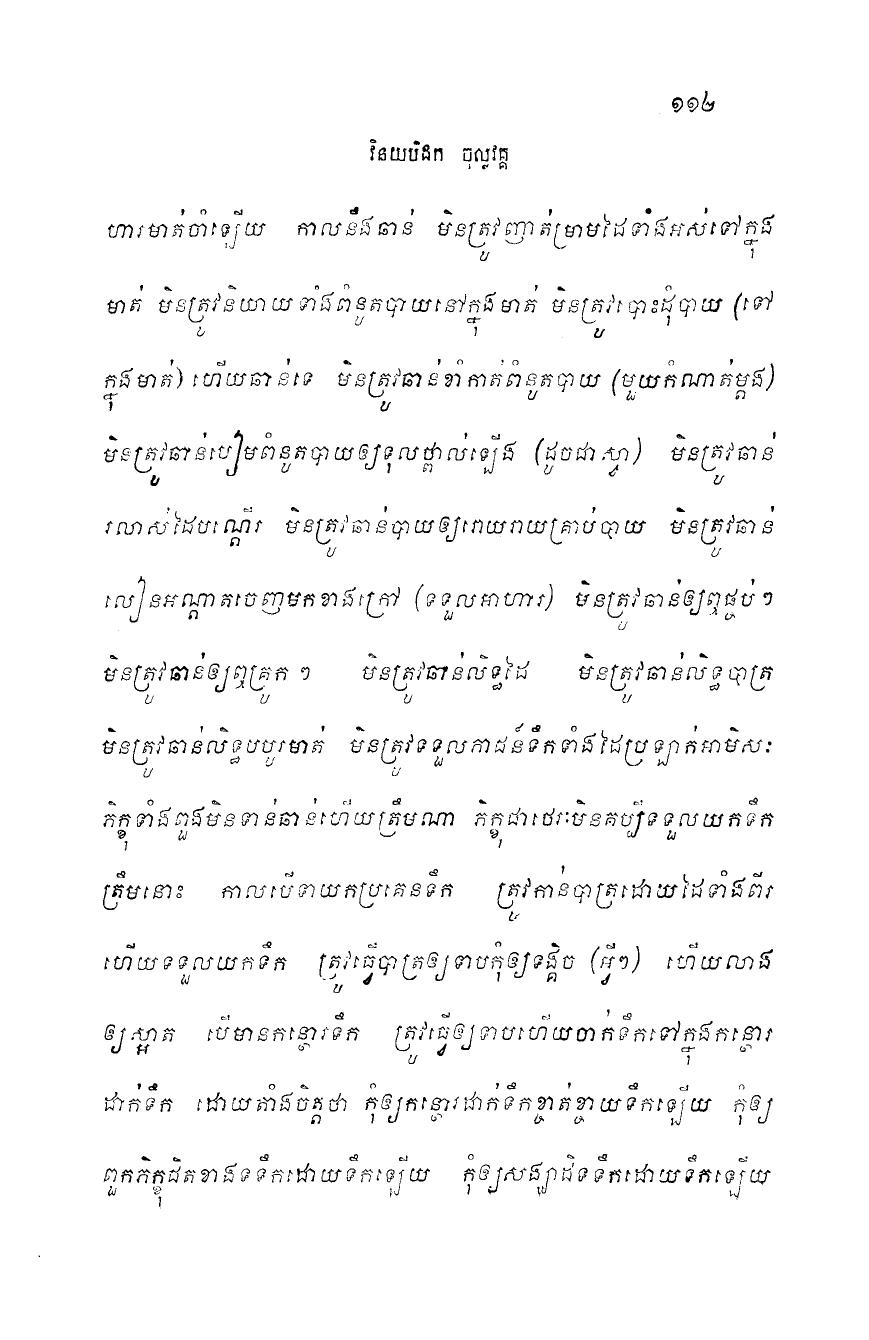 ១១២
វិនយបិដក ចុល្លវគ្គ
ហារមាត់ចាំឡើយ កាលនឹងឆាន់ មិនត្រូវញាត់ម្រាមដៃទាំងអស់ទៅក្នុង
មាត់ មិនត្រូវនិយាយទាំងពំនូតបាយនៅក្នុងមាត់ មិនត្រូវបោះដុំបាយ (ទៅ
ក្នុងមាត់) ហើយឆាន់ទេ មិនត្រូវឆាន់ខាំកាត់ពំនូតបាយ (មួយកំណាត់ម្តង)
មិនត្រូវឆាន់បៀមពំនូតបាយឲ្យទុលថ្ពាល់ឡើង (ដូចជាស្វា) មិនត្រូវឆាន់
រលាស់ដៃបណ្តើរ មិនត្រូវឆាន់បាយឲ្យរោយរាយគ្រាប់បាយ មិនត្រូវឆាន់
លៀនអណ្តាតចេញមកខាងក្រៅ (ទទួលអាហារ) មិនត្រូវឆាន់ឲ្យឮផ្ចប់ៗ
មិនត្រូវឆាន់ឲ្យឮគ្រូកៗ មិនត្រូវឆាន់លិទ្ធដៃ មិនត្រូវឆាន់លិទ្ធបាត្រ
មិនត្រូវឆាន់លិទ្ធបបូរមាត់ មិនត្រូវទទួលភាជន៍ទឹកទាំងដៃប្រឡាក់អាមិសៈ
ភិក្ខុទាំងពួងមិនទាន់ឆាន់ហើយត្រឹមណា ភិក្ខុជាថេរៈមិនគប្បីទទួលយកទឹក
ត្រឹមនោះ កាលបើទាយកប្រគេនទឹក ត្រូវកាន់បាត្រដោយដៃទាំងពីរ
ហើយទទួលយកទឹក ត្រូវធ្វើបាត្រឲ្យទាបកុំឲ្យទង្គិច (អ្វីៗ) ហើយលាង
ឲ្យស្អាត បើមានកន្ថោរទឹក ត្រូវធ្វើឲ្យទាបហើយចាក់ទឹកទៅក្នុងកន្ថោរ
ដាក់ទឹក ដោយតាំងចិត្តថា កុំឲ្យកន្ថោរដាក់ទឹកខ្ចាត់ខ្ចាយទឹកឡើយ កុំឲ្យ
ពួកភិក្ខុជិតខាងទទឹកដោយទឹកឡើយ កុំឲ្យសង្ឃាដិទទឹកដោយទឹកឡើយ